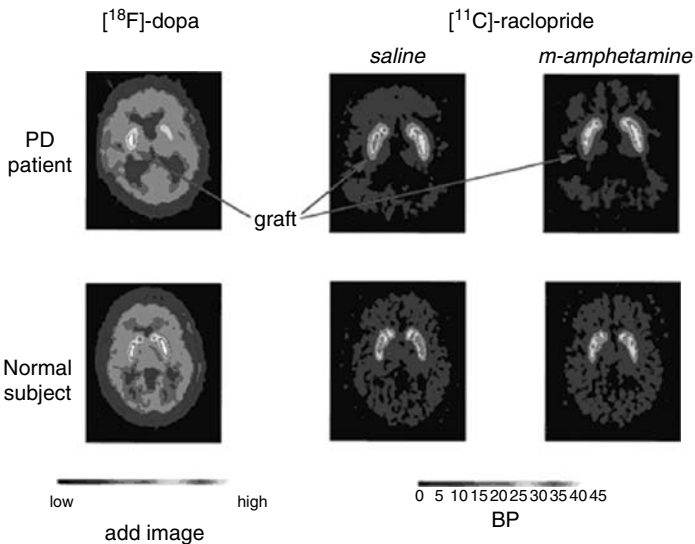 [¹⁸F]-dopa
[¹¹C]-raclopride
saline
m-amphetamine
PD
patient
graft
Normal
subject
low
high
add image
0 5 10 15 20 25 30 35 40 45
BP